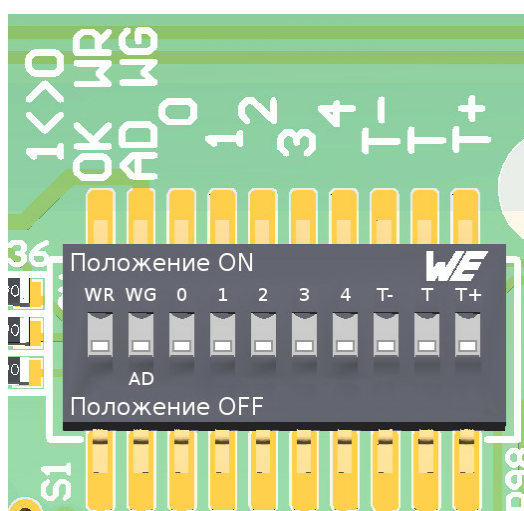 1<>0
OK WR
AD WG
0
1
2
3
4
T-
T
T+
36
Положение ON
WE
WR WG 0 1 2 3 4 T- T T+
AD
Положение OFF
S1